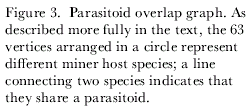 Figure 3. Parasitoid overlap graph. As
described more fully in the text, the 63
vertices arranged in a circle represent
different miner host species; a line
connecting two species indicates that
they share a parasitoid.